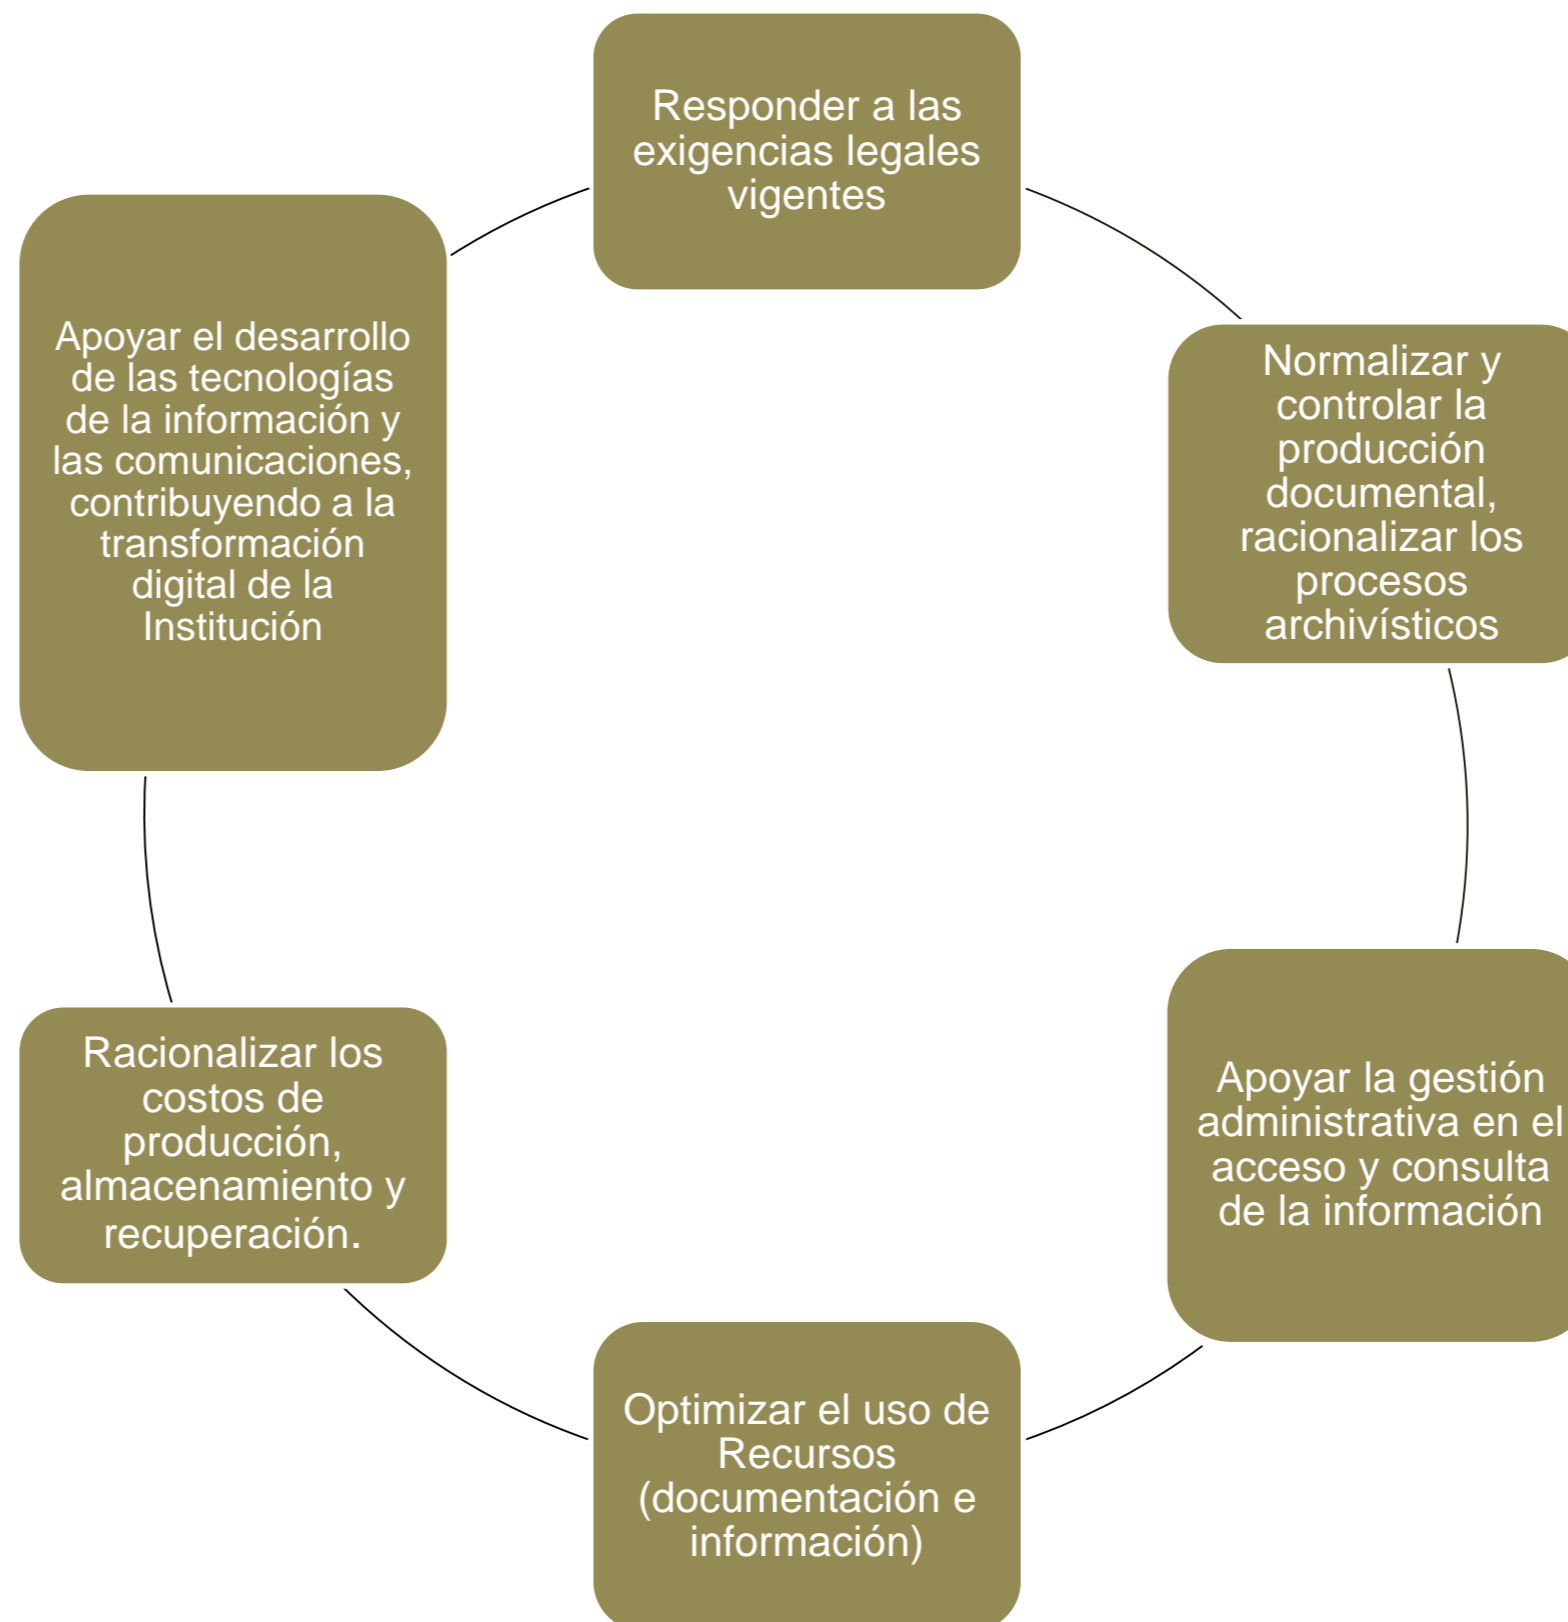 Responder a las
exigencias legales
vigentes
Normalizar y
controlar la
producción
documental,
racionalizar los
procesos
archivísticos
Apoyar la gestión
administrativa en el
acceso y consulta
de la información
Optimizar el uso de
Recursos
(documentación e
información)
Racionalizar los
costos de
producción,
almacenamiento y
recuperación.
Apoyar el desarrollo
de las tecnologías
de la información y
las comunicaciones,
contribuyendo a la
transformación
digital de la
Institución